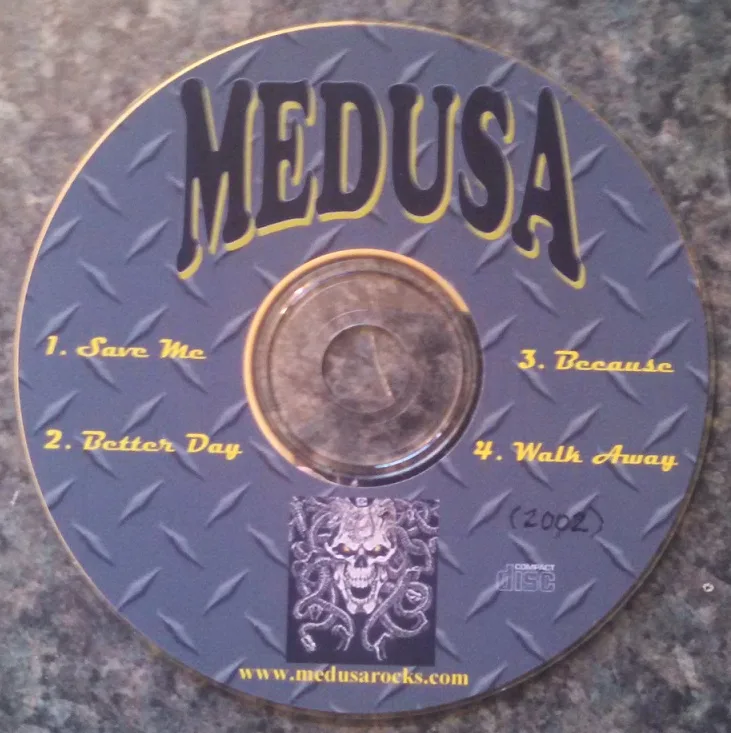 MEDUSA
1. Save Me
2. Better Day
3. Because
4. Walk Away
(2002)
COMPACT
disc
www.medusarocks.com